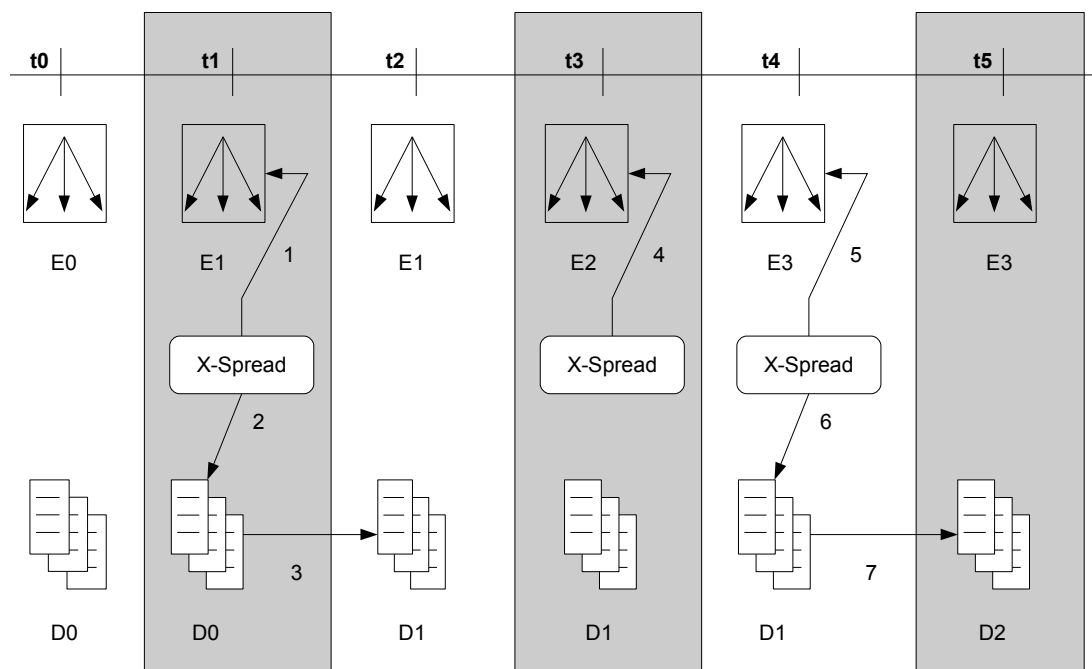 t0 t1 t2 t3 t4 t5
E0 E1 E1 E2 E3 E3
1 4 5
X-Spread X-Spread X-Spread
2 6
3 7
D0 D0 D1 D1 D1 D2